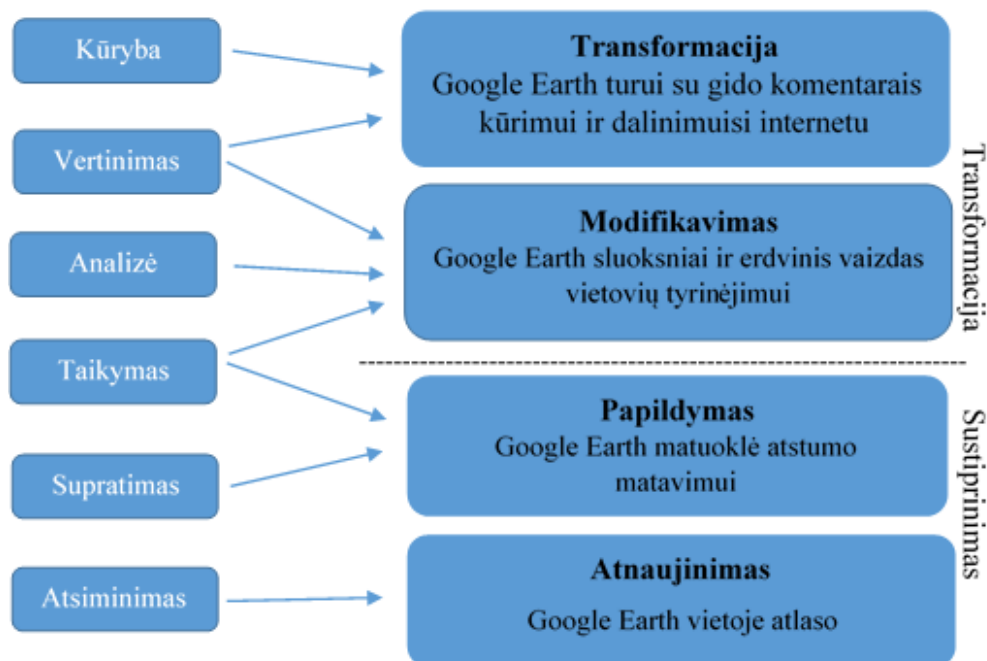 Kūryba
Vertinimas
Analizė
Taikymas
Supratimas
Atsiminimas
Transformacija
Google Earth turui su gido komentarais
kūrimui ir dalinimuisi internetu
Modifikavimas
Google Earth sluoksniai ir erdvinis vaizdas
vietovių tyrinėjimui
Papildymas
Google Earth matuoklė atstumo
matavimui
Atnaujinimas
Google Earth vietoje atlaso
Transformacija
Sustiprinimas